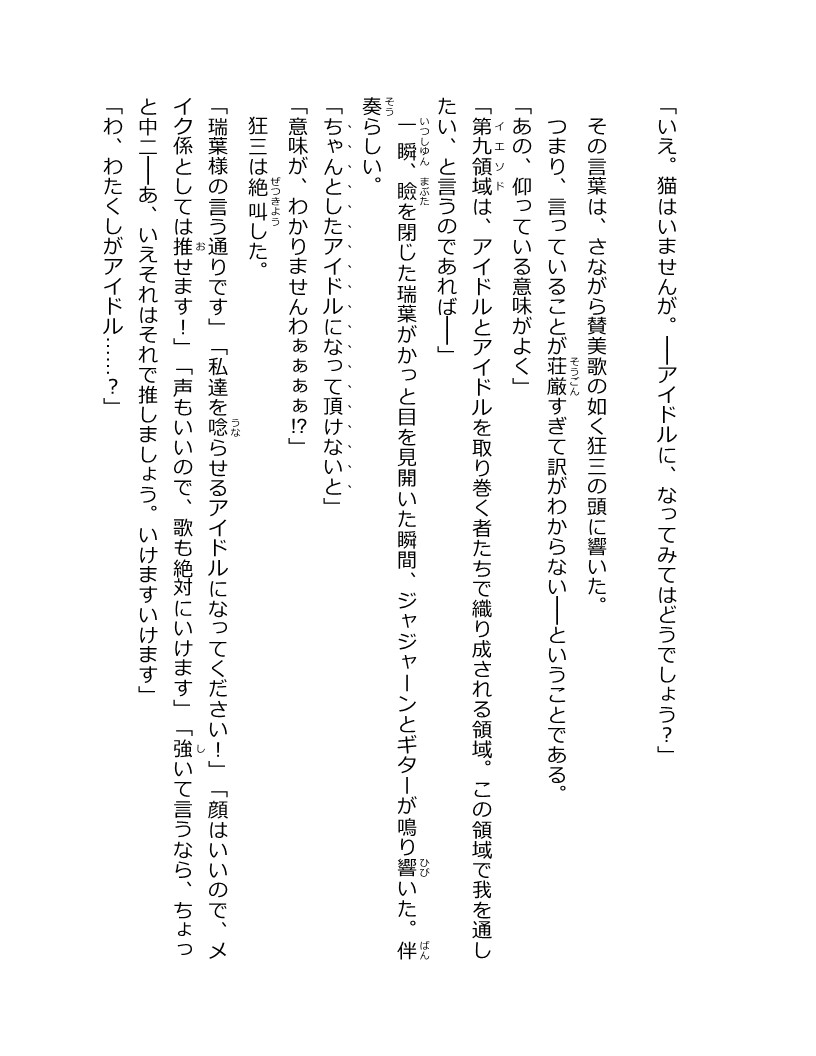 「いえ。猫はいませんが。――アイドルに、なってみてはどうでしょう？」
その言葉は、さながら賛美歌の如く狂三の頭に響いた。
つまり、言っていることが荘厳すぎて訳がわからない――ということである。
「あの、仰っている意味がよく」
「第九領域は、アイドルとアイドルを取り巻く者たちで織り成される領域。この領域で我を通し
たい、と言うのであれば――」
一瞬、瞼を閉じた瑞葉がかっと目を見開いた瞬間、ジャジャーンとギターが鳴り響いた。伴
奏らしい。
「ちゃんとしたアイドルになって頂けないと」
「意味が、わかりませんわぁぁぁぁ!?」
狂三は絶叫した。
「瑞葉様の言う通りです」「私達を唸らせるアイドルになってください！」「顔はいいので、メ
イク係としては推せます！」「声もいいので、歌も絶対にいけます」「強いて言うなら、ちょっ
と中二――あ、いえそれはそれで推しましょう。いけますいけます」
「わ、わたくしがアイドル……？」